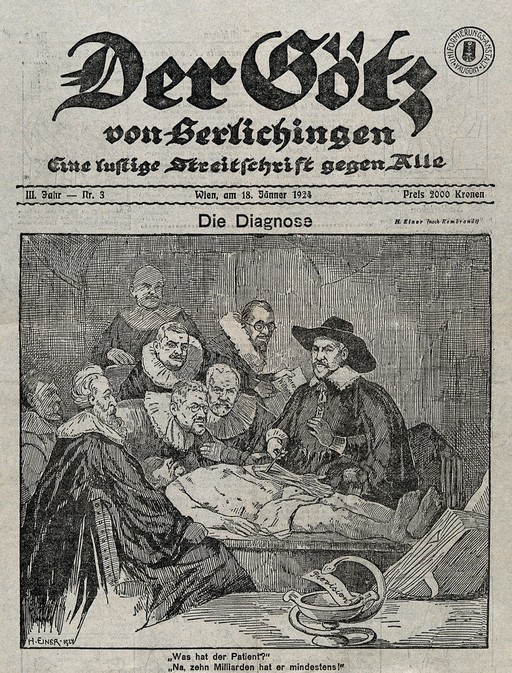 Der Götz
von Berlichingen
Eine lustige Streitschrift gegen Alle
III. Jahr — Nr. 3
Wien, am 18. Jänner 1924
Preis 2000 Kronen
Die Diagnose
H. Einer (nach Rembrandt)
Provision
H. EINER-1923
„Was hat der Patient?"
„Na, zehn Milliarden hat er mindestens!"